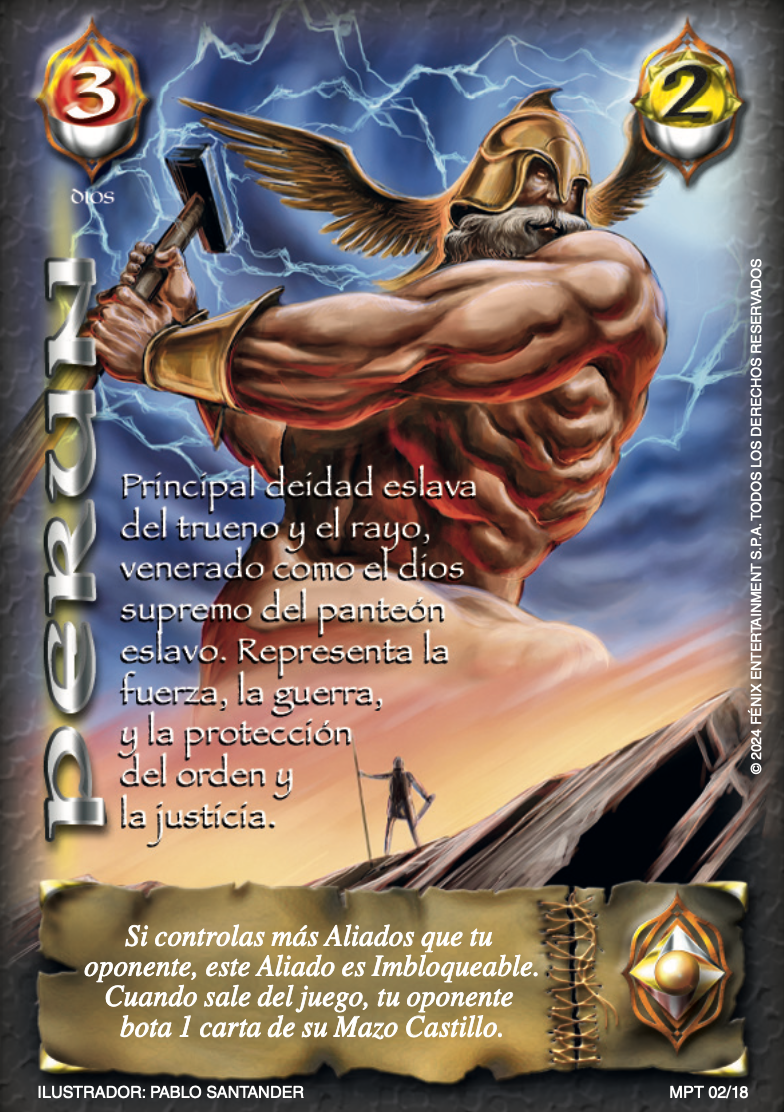 3
2
DIOS
PERUN
Principal deidad eslava
del trueno y el rayo,
venerado como el dios
supremo del panteón
eslavo. Representa la
fuerza, la guerra,
y la protección
del orden y
la justicia.
© 2024 FÉNIX ENTERTAINMENT S.P.A. TODOS LOS DERECHOS RESERVADOS
Si controlas más Aliados que tu
oponente, este Aliado es Imbloqueable.
Cuando sale del juego, tu oponente
bota 1 carta de su Mazo Castillo.
ILUSTRADOR: PABLO SANTANDER
MPT 02/18